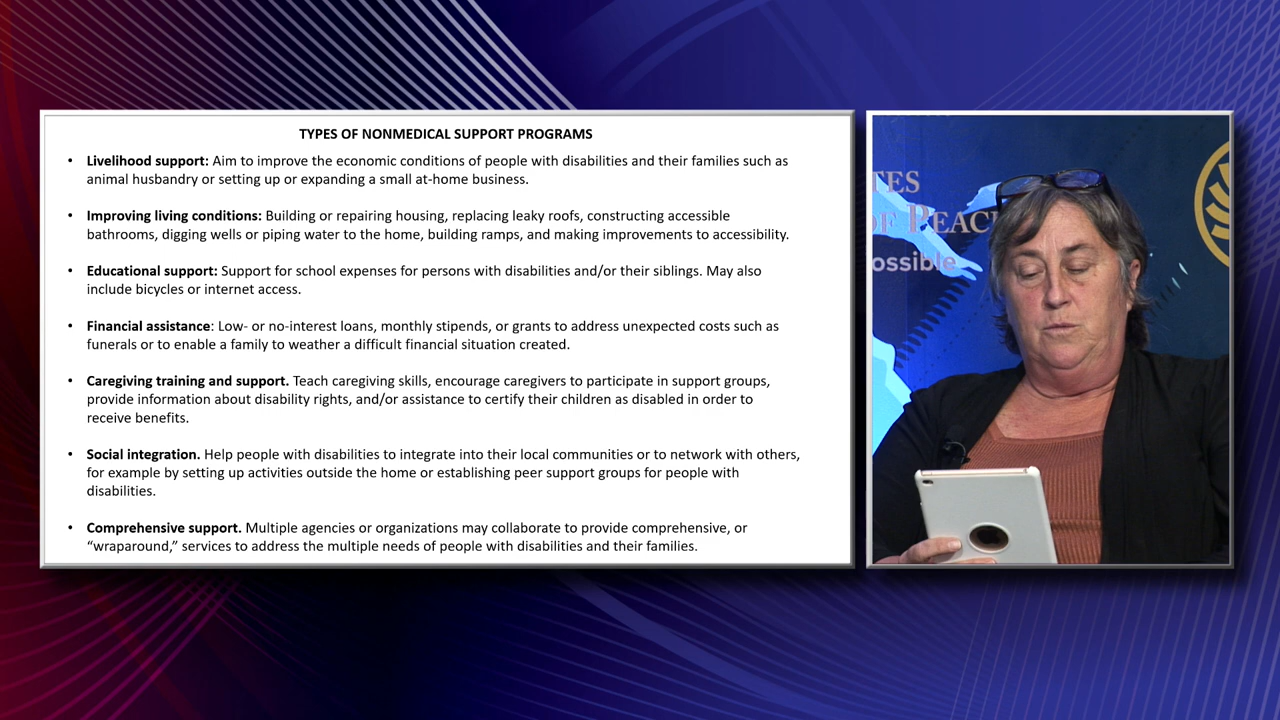 TYPES OF NONMEDICAL SUPPORT PROGRAMS
• Livelihood support: Aim to improve the economic conditions of people with disabilities and their families such as
animal husbandry or setting up or expanding a small at-home business.
• Improving living conditions: Building or repairing housing, replacing leaky roofs, constructing accessible
bathrooms, digging wells or piping water to the home, building ramps, and making improvements to accessibility.
• Educational support: Support for school expenses for persons with disabilities and/or their siblings. May also
include bicycles or internet access.
• Financial assistance: Low- or no-interest loans, monthly stipends, or grants to address unexpected costs such as
funerals or to enable a family to weather a difficult financial situation created.
• Caregiving training and support. Teach caregiving skills, encourage caregivers to participate in support groups,
provide information about disability rights, and/or assistance to certify their children as disabled in order to
receive benefits.
• Social integration. Help people with disabilities to integrate into their local communities or to network with others,
for example by setting up activities outside the home or establishing peer support groups for people with
disabilities.
• Comprehensive support. Multiple agencies or organizations may collaborate to provide comprehensive, or
“wraparound,” services to address the multiple needs of people with disabilities and their families.
TES
OF PEAC
ossible